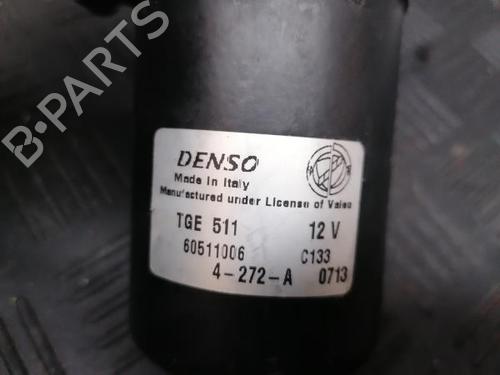 B-PARTS
DENSO
Made in Italy
Manufactured under License of Valeo
TGE 511 12 V
60511006 C133
4-272-A 0713